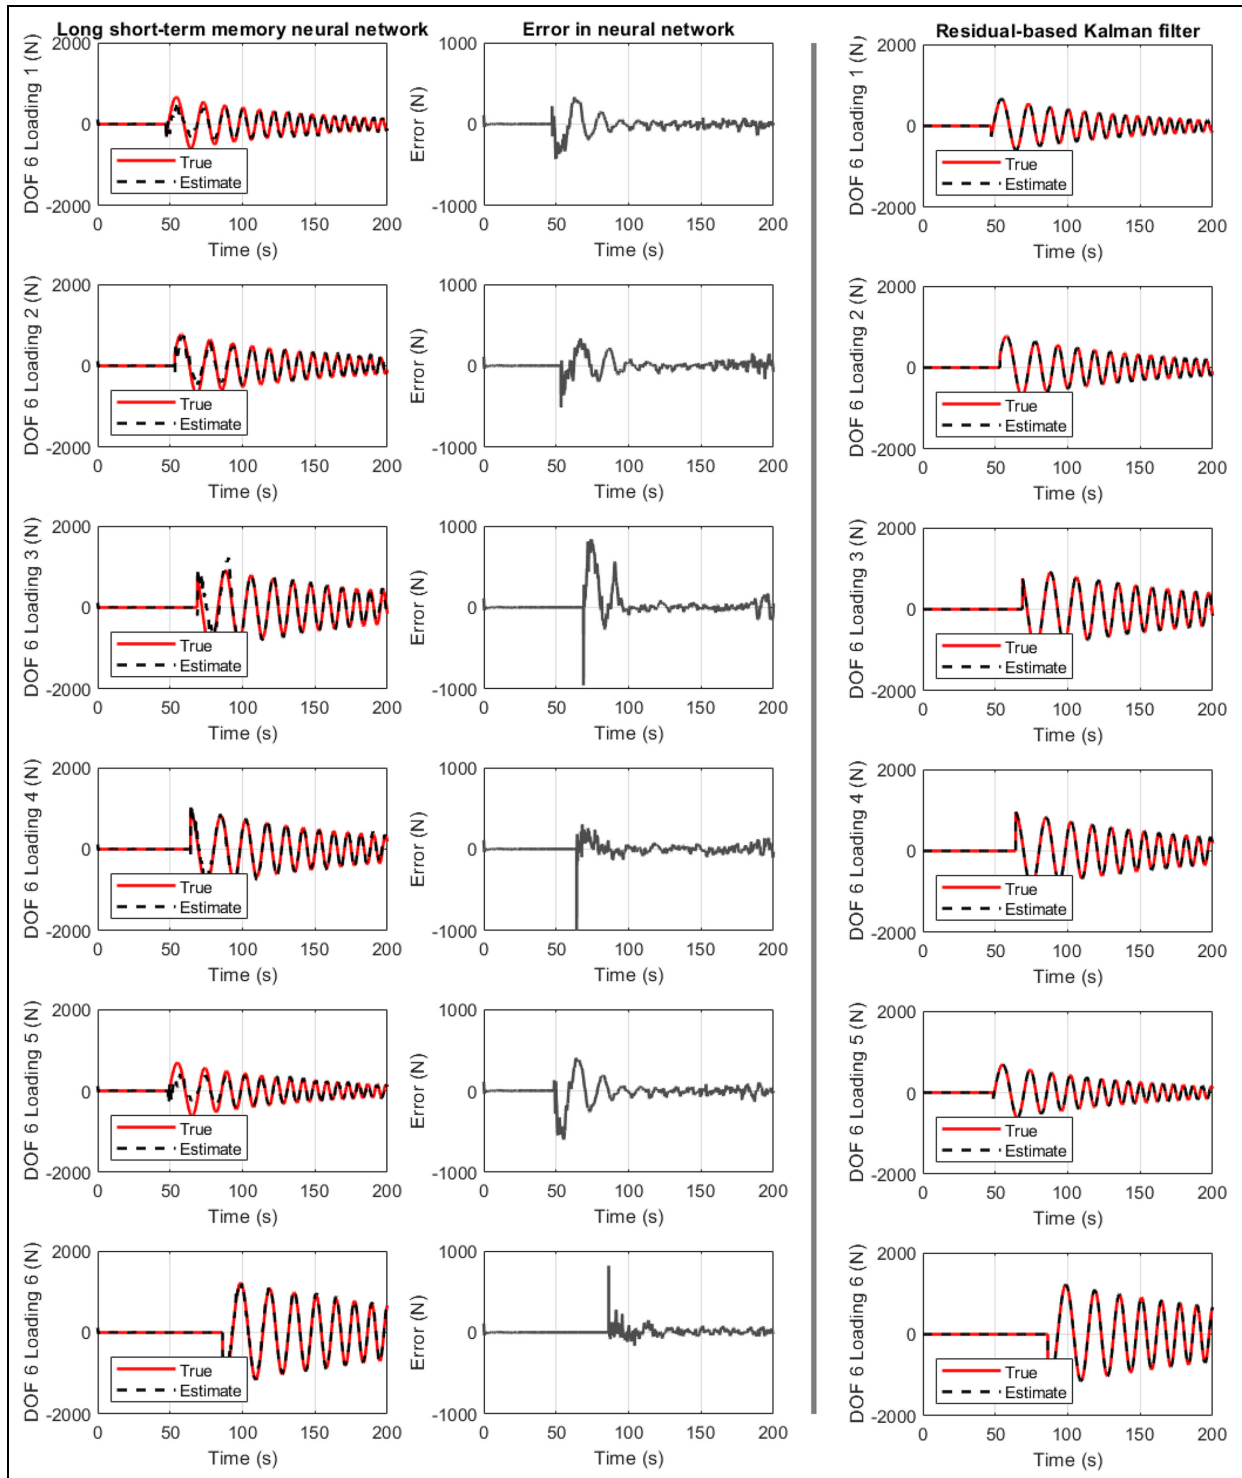 Long short-term memory neural network
Error in neural network
Residual-based Kalman filter
DOF 6 Loading 1 (N)
2000
0
-2000
True
Estimate
0 50 100 150 200
Time (s)
Error (N)
1000
0
-1000
0 50 100 150 200
Time (s)
DOF 6 Loading 1 (N)
2000
0
-2000
True
Estimate
0 50 100 150 200
Time (s)
DOF 6 Loading 2 (N)
2000
0
-2000
True
Estimate
0 50 100 150 200
Time (s)
Error (N)
1000
0
-1000
0 50 100 150 200
Time (s)
DOF 6 Loading 2 (N)
2000
0
-2000
True
Estimate
0 50 100 150 200
Time (s)
DOF 6 Loading 3 (N)
2000
0
-2000
True
Estimate
0 50 100 150 200
Time (s)
Error (N)
1000
0
-1000
0 50 100 150 200
Time (s)
DOF 6 Loading 3 (N)
2000
0
-2000
True
Estimate
0 50 100 150 200
Time (s)
DOF 6 Loading 4 (N)
2000
0
-2000
True
Estimate
0 50 100 150 200
Time (s)
Error (N)
1000
0
-1000
0 50 100 150 200
Time (s)
DOF 6 Loading 4 (N)
2000
0
-2000
True
Estimate
0 50 100 150 200
Time (s)
DOF 6 Loading 5 (N)
2000
0
-2000
True
Estimate
0 50 100 150 200
Time (s)
Error (N)
1000
0
-1000
0 50 100 150 200
Time (s)
DOF 6 Loading 5 (N)
2000
0
-2000
True
Estimate
0 50 100 150 200
Time (s)
DOF 6 Loading 6 (N)
2000
0
-2000
True
Estimate
0 50 100 150 200
Time (s)
Error (N)
1000
0
-1000
0 50 100 150 200
Time (s)
DOF 6 Loading 6 (N)
2000
0
-2000
True
Estimate
0 50 100 150 200
Time (s)